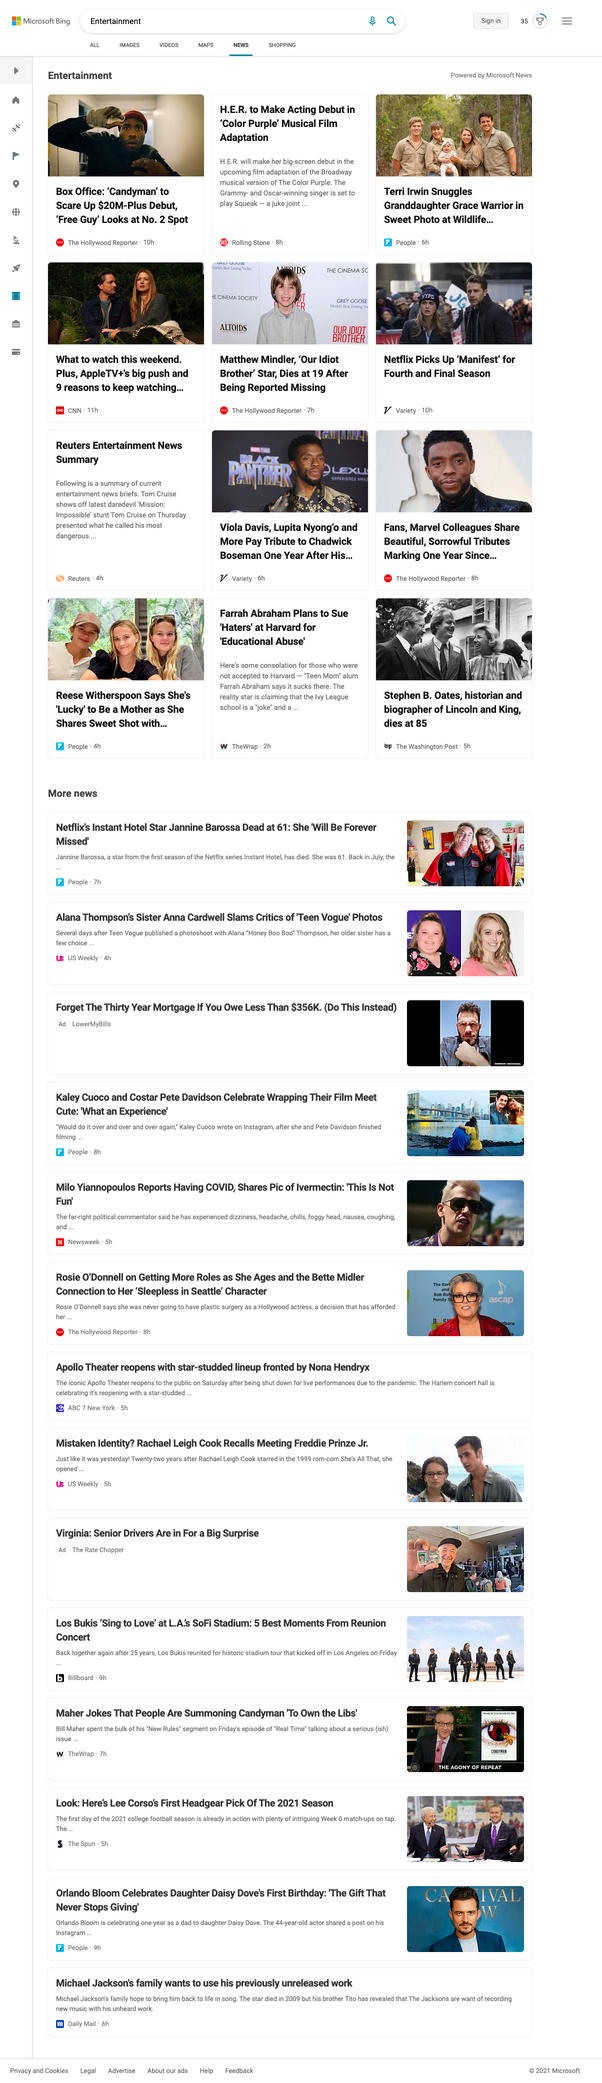 Microsoft Bing
Entertainment
Sign in
35
ALL IMAGES VIDEOS MAPS NEWS SHOPPING
Entertainment
Powered by Microsoft News
Box Office: 'Candyman' to
Scare Up $20M-Plus Debut,
'Free Guy' Looks at No. 2 Spot
The Hollywood Reporter · 10h
H.E.R. to Make Acting Debut in
'Color Purple' Musical Film
Adaptation
H.E.R. will make her big-screen debut in the
upcoming film adaptation of the Broadway
musical version of The Color Purple. The
Grammy- and Oscar-winning singer is set to
play Squeak — a juke joint ...
Rolling Stone · 8h
Terri Irwin Snuggles
Granddaughter Grace Warrior in
Sweet Photo at Wildlife…
People · 6h
What to watch this weekend.
Plus, AppleTV+'s big push and
9 reasons to keep watching…
CNN · 11h
THE CINEMA SOCIETY
ALTOIDS
THE CINEMA SOC
GREY GOOSE
ALTOIDS
OUR IDIOT
BROTHER
Matthew Mindler, 'Our Idiot
Brother' Star, Dies at 19 After
Being Reported Missing
The Hollywood Reporter · 7h
NYPD
Netflix Picks Up 'Manifest' for
Fourth and Final Season
Variety · 10h
Reuters Entertainment News
Summary
Following is a summary of current
entertainment news briefs. Tom Cruise
shows off latest daredevil 'Mission:
Impossible' stunt Tom Cruise on Thursday
presented what he called his most
dangerous ...
Reuters · 4h
BLACK
PANTHER
LEXUS
Viola Davis, Lupita Nyong'o and
More Pay Tribute to Chadwick
Boseman One Year After His…
Variety · 6h
Fans, Marvel Colleagues Share
Beautiful, Sorrowful Tributes
Marking One Year Since…
The Hollywood Reporter · 8h
Reese Witherspoon Says She's
'Lucky' to Be a Mother as She
Shares Sweet Shot with…
People · 4h
Farrah Abraham Plans to Sue
'Haters' at Harvard for
'Educational Abuse'
Here's some consolation for those who were
not accepted to Harvard — "Teen Mom" alum
Farrah Abraham says it sucks there. The
reality star is claiming that the Ivy League
school is a "joke" and a ...
TheWrap · 2h
Stephen B. Oates, historian and
biographer of Lincoln and King,
dies at 85
The Washington Post · 5h
More news
Netflix's Instant Hotel Star Jannine Barossa Dead at 61: She 'Will Be Forever
Missed'
Jannine Barossa, a star from the first season of the Netflix series Instant Hotel, has died. She was 61. Back in July, the
...
People · 7h
Alana Thompson's Sister Anna Cardwell Slams Critics of 'Teen Vogue' Photos
Several days after Teen Vogue published a photoshoot with Alana "Honey Boo Boo" Thompson, her older sister has a
few choice ...
US Weekly · 4h
Forget The Thirty Year Mortgage If You Owe Less Than $356K. (Do This Instead)
Ad LowerMyBills
Kaley Cuoco and Costar Pete Davidson Celebrate Wrapping Their Film Meet
Cute: 'What an Experience'
"Would do it over and over and over again," Kaley Cuoco wrote on Instagram, after she and Pete Davidson finished
filming ...
People · 8h
Milo Yiannopoulos Reports Having COVID, Shares Pic of Ivermectin: 'This Is Not
Fun'
The far-right political commentator said he has experienced dizziness, headache, chills, foggy head, nausea, coughing,
and ...
Newsweek · 5h
Rosie O'Donnell on Getting More Roles as She Ages and the Bette Midler
Connection to Her 'Sleepless in Seattle' Character
Rosie O'Donnell says she was never going to have plastic surgery as a Hollywood actress, a decision that has afforded
her ...
The Hollywood Reporter · 8h
ascap
Apollo Theater reopens with star-studded lineup fronted by Nona Hendryx
The iconic Apollo Theater reopens to the public on Saturday after being shut down for live performances due to the pandemic. The Harlem concert hall is
celebrating it's reopening with a star-studded ...
ABC 7 New York · 5h
Mistaken Identity? Rachael Leigh Cook Recalls Meeting Freddie Prinze Jr.
Just like it was yesterday! Twenty-two years after Rachael Leigh Cook starred in the 1999 rom-com She's All That, she
opened ...
US Weekly · 5h
Virginia: Senior Drivers Are in For a Big Surprise
Ad The Rate Chopper
Los Bukis 'Sing to Love' at L.A.'s SoFi Stadium: 5 Best Moments From Reunion
Concert
Back together again after 25 years, Los Bukis reunited for historic stadium tour that kicked off in Los Angeles on Friday
...
Billboard · 9h
Maher Jokes That People Are Summoning Candyman 'To Own the Libs'
Bill Maher spent the bulk of his "New Rules" segment on Friday's episode of "Real Time" talking about a serious (ish)
issue ...
TheWrap · 7h
CANDYMAN
THE AGONY OF REPEAT
Look: Here's Lee Corso's First Headgear Pick Of The 2021 Season
The first day of the 2021 college football season is already in action with plenty of intriguing Week 0 match-ups on tap.
The ...
The Spun · 5h
Orlando Bloom Celebrates Daughter Daisy Dove's First Birthday: 'The Gift That
Never Stops Giving'
Orlando Bloom is celebrating one year as a dad to daughter Daisy Dove. The 44-year-old actor shared a post on his
Instagram ...
People · 9h
CARNIVAL
ROW
Michael Jackson's family wants to use his previously unreleased work
Michael Jackson's family hope to bring him back to life in song. The star died in 2009 but his brother Tito has revealed that The Jacksons are want of recording
new music with his unheard work.
Daily Mail · 6h
Privacy and Cookies Legal Advertise About our ads Help Feedback
© 2021 Microsoft